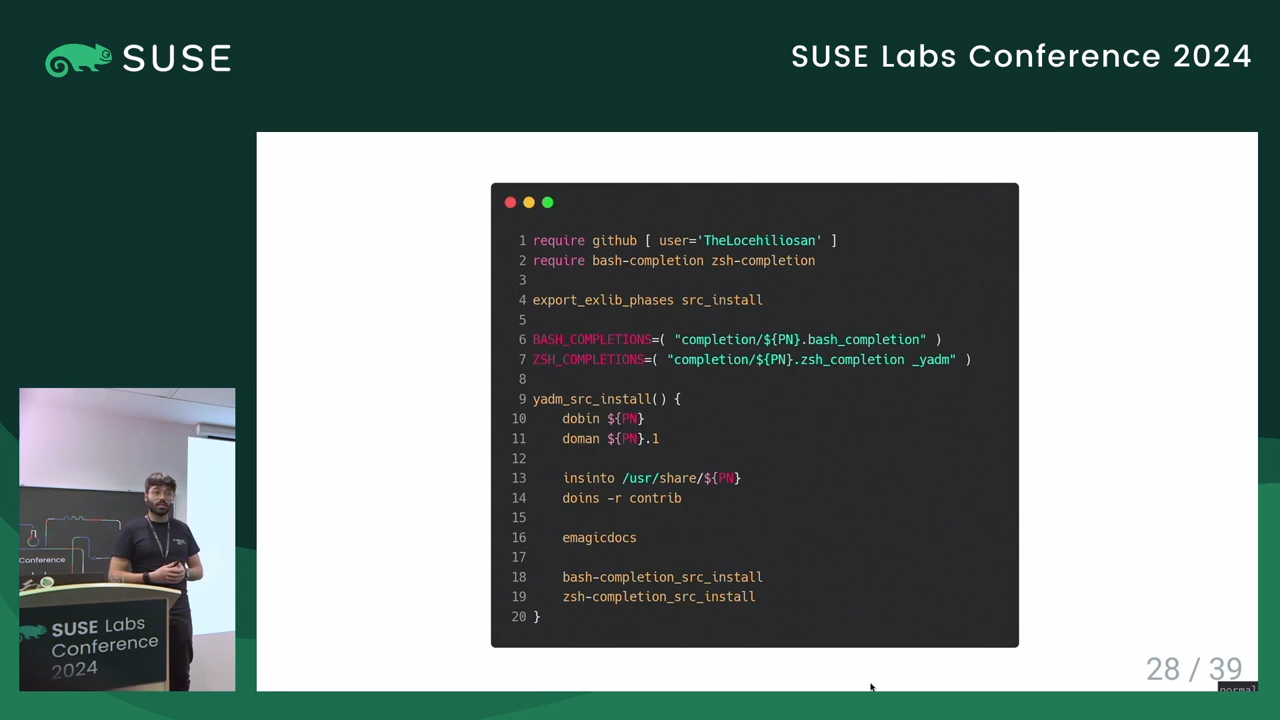 SUSE
SUSE Labs Conference 2024
1 require github [ user='TheLocehiliosan' ]
2 require bash-completion zsh-completion
3
4 export_exlib_phases src_install
5
6 BASH_COMPLETIONS=( "completion/${PN}.bash_completion" )
7 ZSH_COMPLETIONS=( "completion/${PN}.zsh_completion _yadm" )
8
9 yadm_src_install() {
10 dobin ${PN}
11 doman ${PN}.1
12
13 insinto /usr/share/${PN}
14 doins -r contrib
15
16 emagicdocs
17
18 bash-completion_src_install
19 zsh-completion_src_install
20 }
28 / 39
normal
Conference
SUSE Labs
Conference
2024